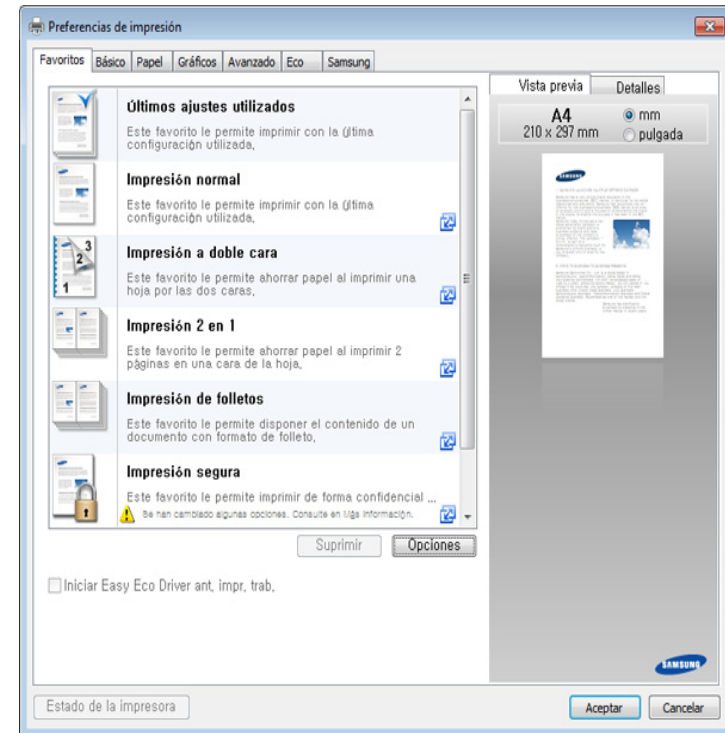 Preferencias de impresión
Favoritos Básico Papel Gráficos Avanzado Eco Samsung
Últimos ajustes utilizados
Este favorito le permite imprimir con la última
configuración utilizada,
Impresión normal
Este favorito le permite imprimir con la última
configuración utilizada,
Impresión a doble cara
Este favorito le permite ahorrar papel al imprimir una
hoja por las dos caras,
1 2 3
Impresión 2 en 1
Este favorito le permite ahorrar papel al imprimir 2
páginas en una cara de la hoja,
Impresión de folletos
Este favorito le permite disponer el contenido de un
documento con formato de folleto,
Impresión segura
Este favorito le permite imprimir de forma confidencial ...
Se han cambiado algunas opciones. Consulte en Más información.
Suprimir Opciones
Iniciar Easy Eco Driver ant, impr, trab,
Vista previa Detalles
A4
210 x 297 mm
mm
pulgada
SAMSUNG
SAMSUNG
Estado de la impresora
Aceptar Cancelar